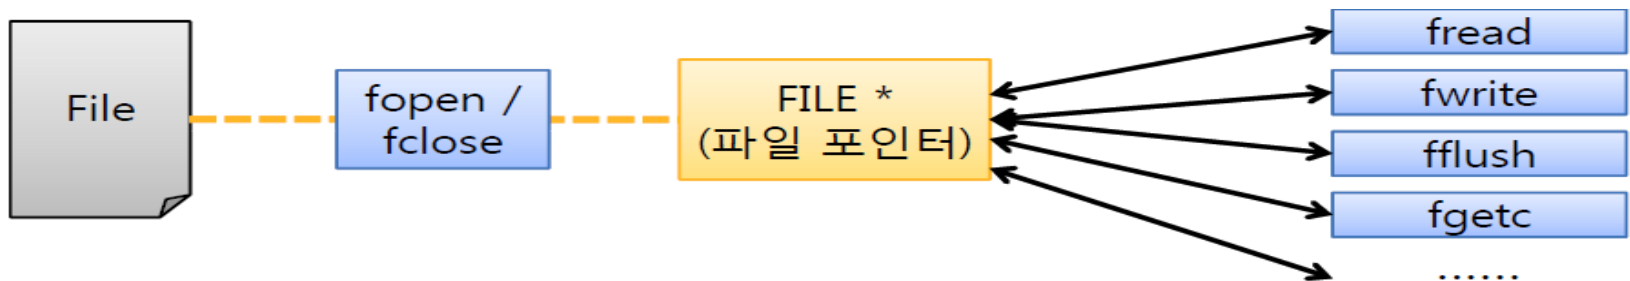 File
fopen /
fclose
FILE *
(파일 포인터)
fread
fwrite
fflush
fgetc
......